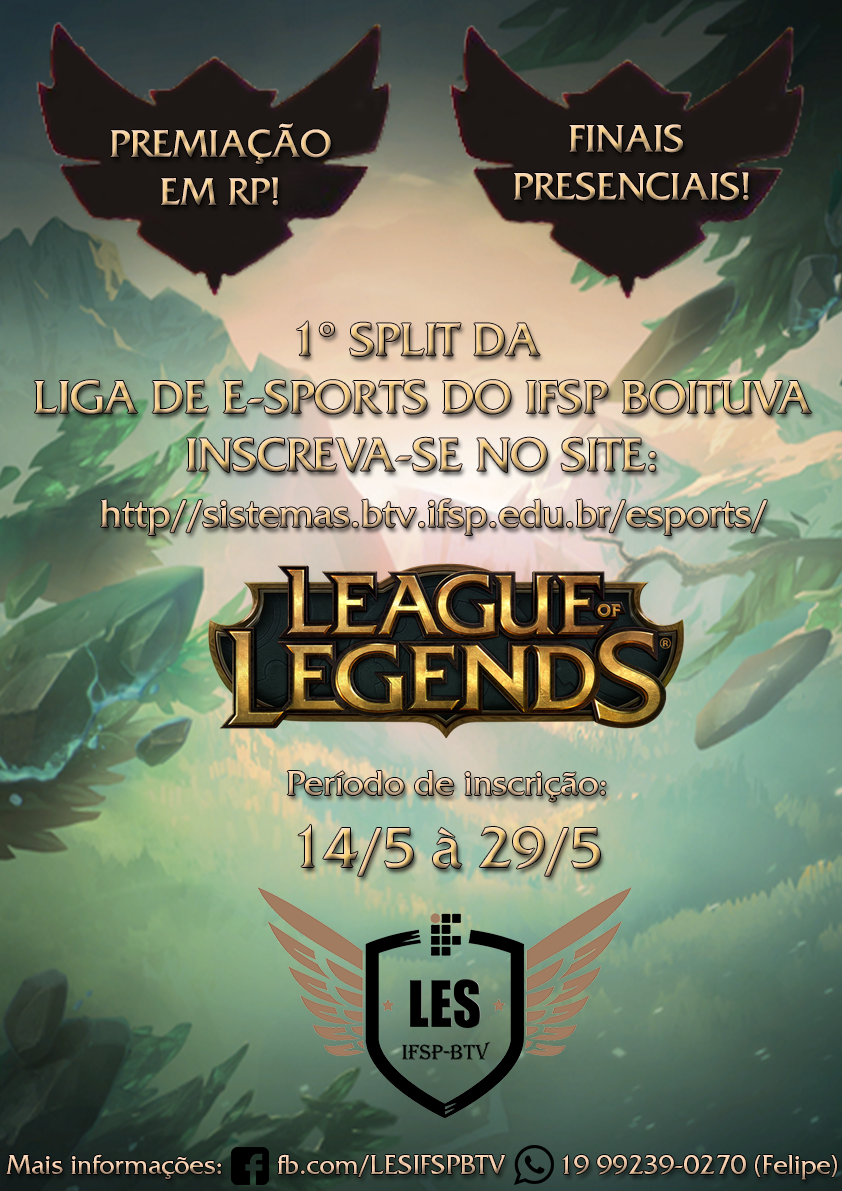 PREMIAÇÃO
EM RP!
FINAIS
PRESENCIAIS!
1º SPLIT DA
LIGA DE E-SPORTS DO IFSP BOITUVA
INSCREVA-SE NO SITE:
http//sistemas.btv.ifsp.edu.br/esports/
LEAGUE OF
LEGENDS®
Período de inscrição:
14/5 à 29/5
LES
IFSP-BTV
Mais informações: fb.com/LESIFSPBTV 19 99239-0270 (Felipe)